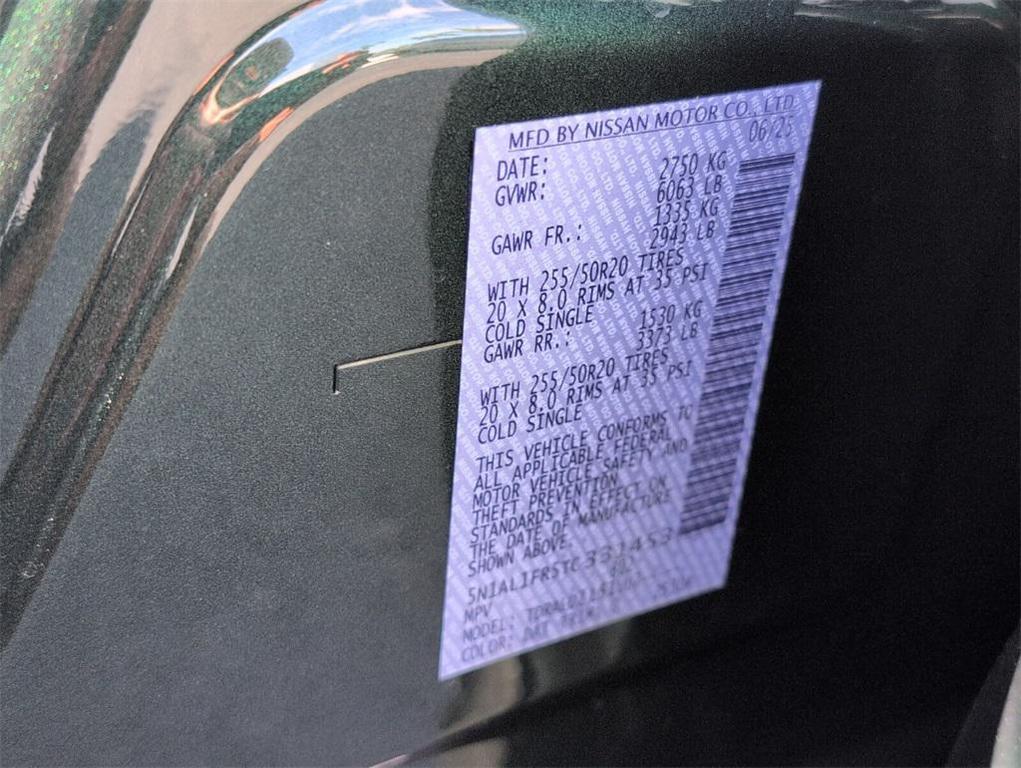 MFD BY NISSAN MOTOR CO., LTD.
DATE: 06/25
GVWR: 2750 KG
6063 LB
GAWR FR.: 1335 KG
2943 LB
WITH 255/50R20 TIRES
20 X 8.0 RIMS AT 35 PSI
COLD SINGLE
GAWR RR.: 1530 KG
3373 LB
WITH 255/50R20 TIRES
20 X 8.0 RIMS AT 35 PSI
COLD SINGLE
THIS VEHICLE CONFORMS TO
ALL APPLICABLE FEDERAL
MOTOR VEHICLE SAFETY AND
THEFT PREVENTION
STANDARDS IN EFFECT ON
THE DATE OF MANUFACTURE
SHOWN ABOVE.
5N1AL1FR5TC331453
MPV
MODEL:
COLOR: